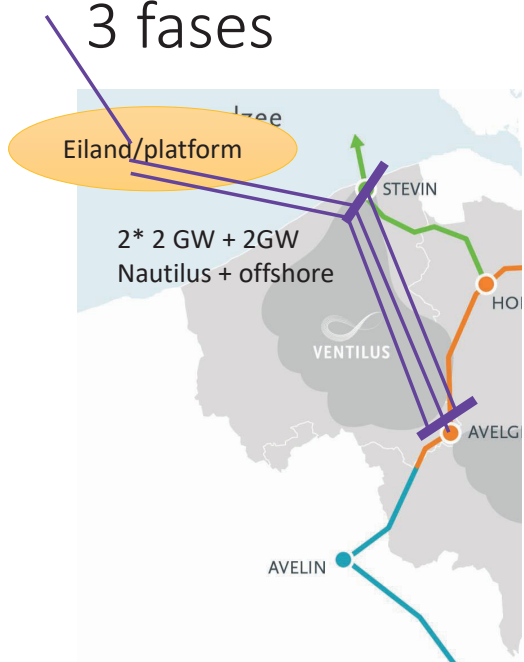 3 fases
Eiland/platform
STEVIN
2* 2 GW + 2GW
Nautilus + offshore
VENTILUS
AVELIN